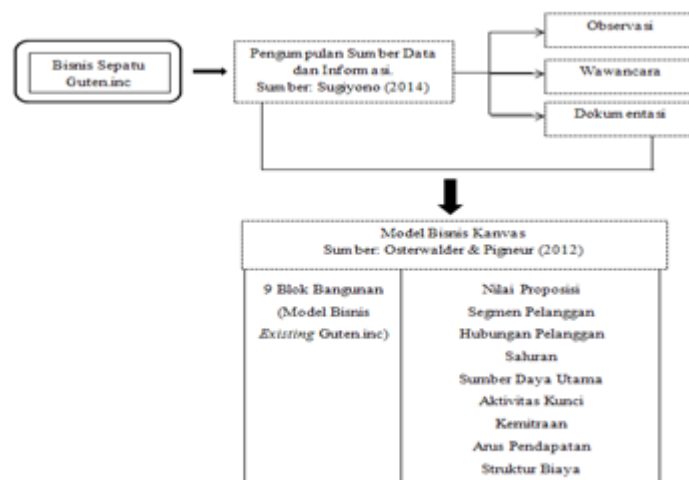 Bisnis Sepatu
Guten.inc
Pengumpulan Sumber Data
dan Informasi.
Sumber: Sugiyono (2014)
Observasi
Wawancara
Dokumentasi
Model Bisnis Kanvas
Sumber: Osterwalder & Pigneur (2012)
9 Blok Bangunan
(Model Bisnis
Existing Guten.inc)
Nilai Proposisi
Segmen Pelanggan
Hubungan Pelanggan
Saluran
Sumber Daya Utama
Aktivitas Kunci
Kemitraan
Arus Pendapatan
Struktur Biaya